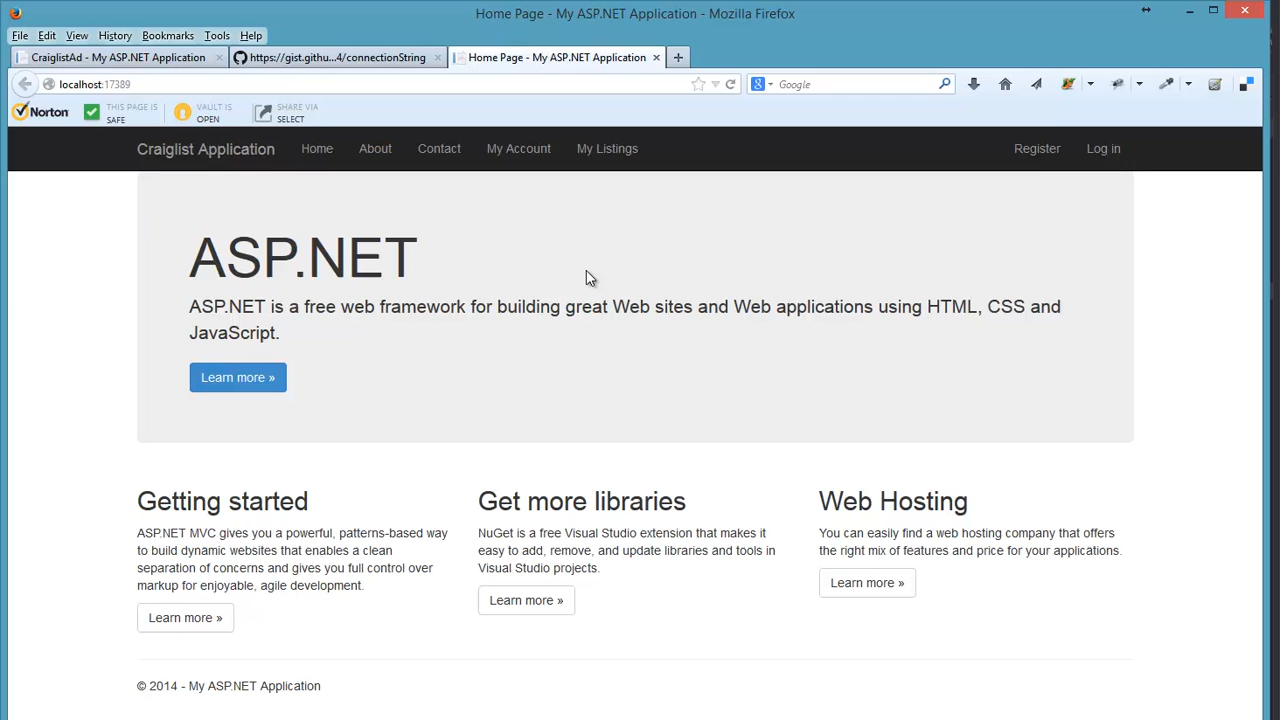 Home Page - My ASP.NET Application - Mozilla Firefox
File Edit View History Bookmarks Tools Help
CraiglistAd - My ASP.NET Application × https://gist.githu...4/connectionString × Home Page - My ASP.NET Application × +
localhost:17389 Google
Norton THIS PAGE IS SAFE VAULT IS OPEN SHARE VIA SELECT
Craiglist Application Home About Contact My Account My Listings Register Log in
ASP.NET
ASP.NET is a free web framework for building great Web sites and Web applications using HTML, CSS and
JavaScript.
Learn more »
Getting started
ASP.NET MVC gives you a powerful, patterns-based way
to build dynamic websites that enables a clean
separation of concerns and gives you full control over
markup for enjoyable, agile development.
Learn more »
Get more libraries
NuGet is a free Visual Studio extension that makes it
easy to add, remove, and update libraries and tools in
Visual Studio projects.
Learn more »
Web Hosting
You can easily find a web hosting company that offers
the right mix of features and price for your applications.
Learn more »
© 2014 - My ASP.NET Application